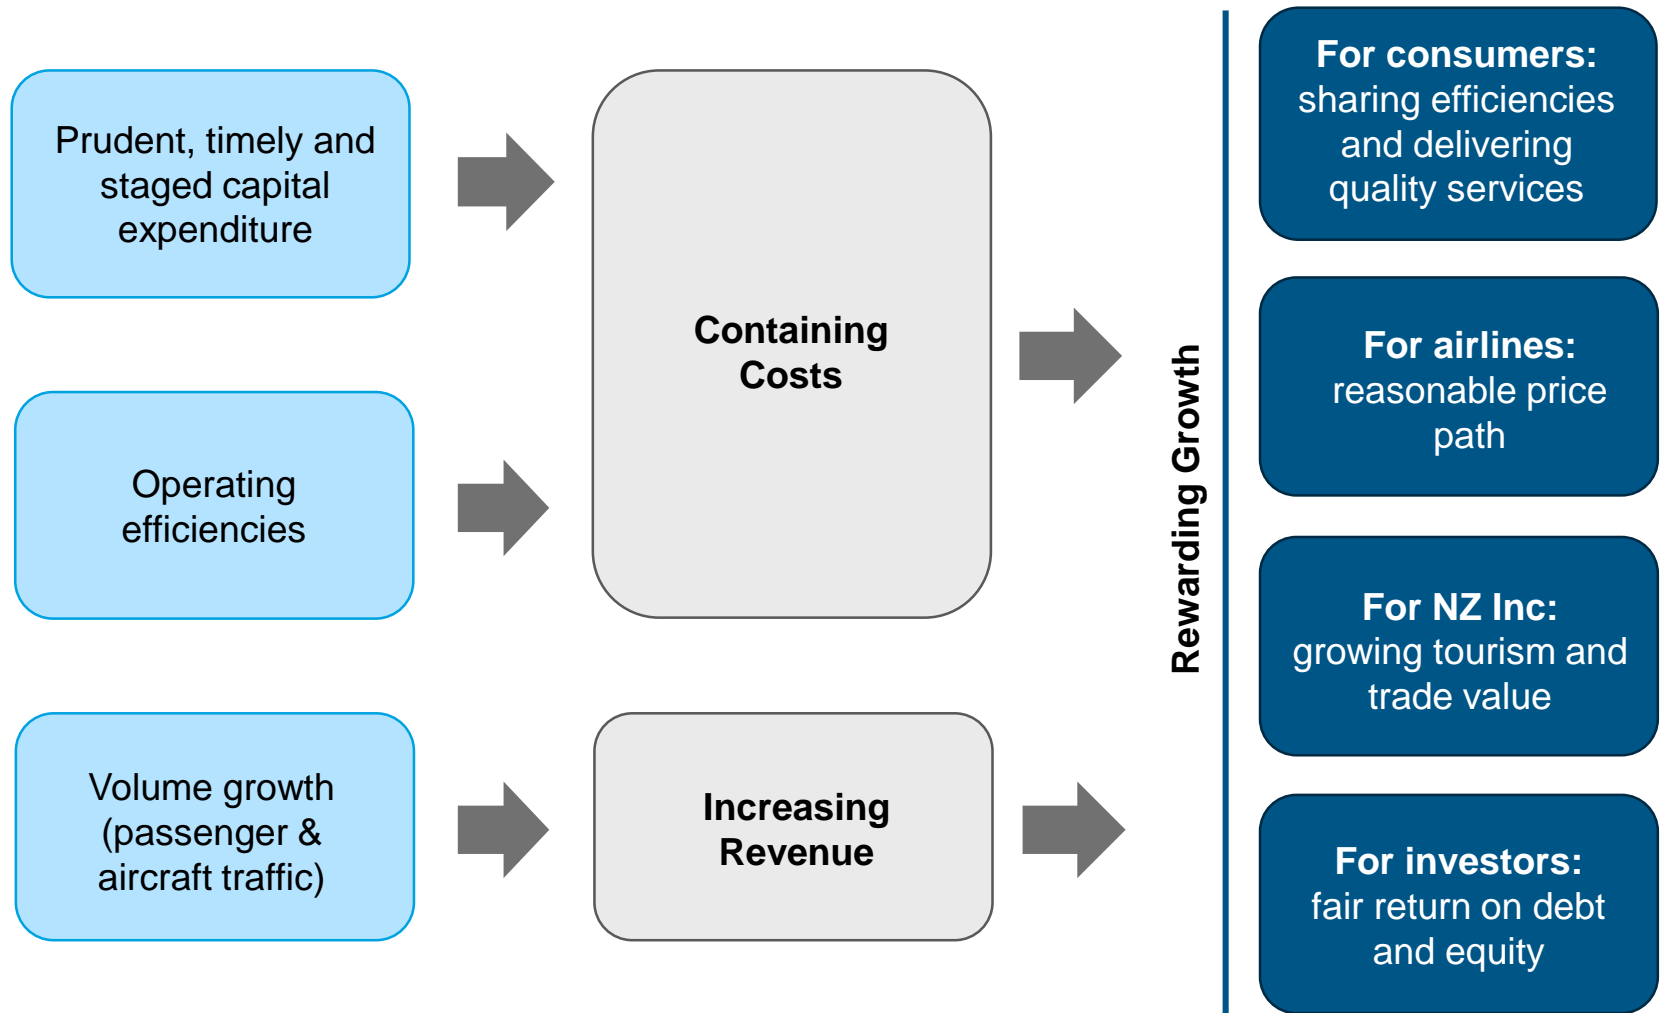 Prudent, timely and
staged capital
expenditure
Operating
efficiencies
Volume growth
(passenger &
aircraft traffic)
Containing
Costs
Increasing
Revenue
Rewarding Growth
For consumers:
sharing efficiencies
and delivering
quality services
For airlines:
reasonable price
path
For NZ Inc:
growing tourism and
trade value
For investors:
fair return on debt
and equity